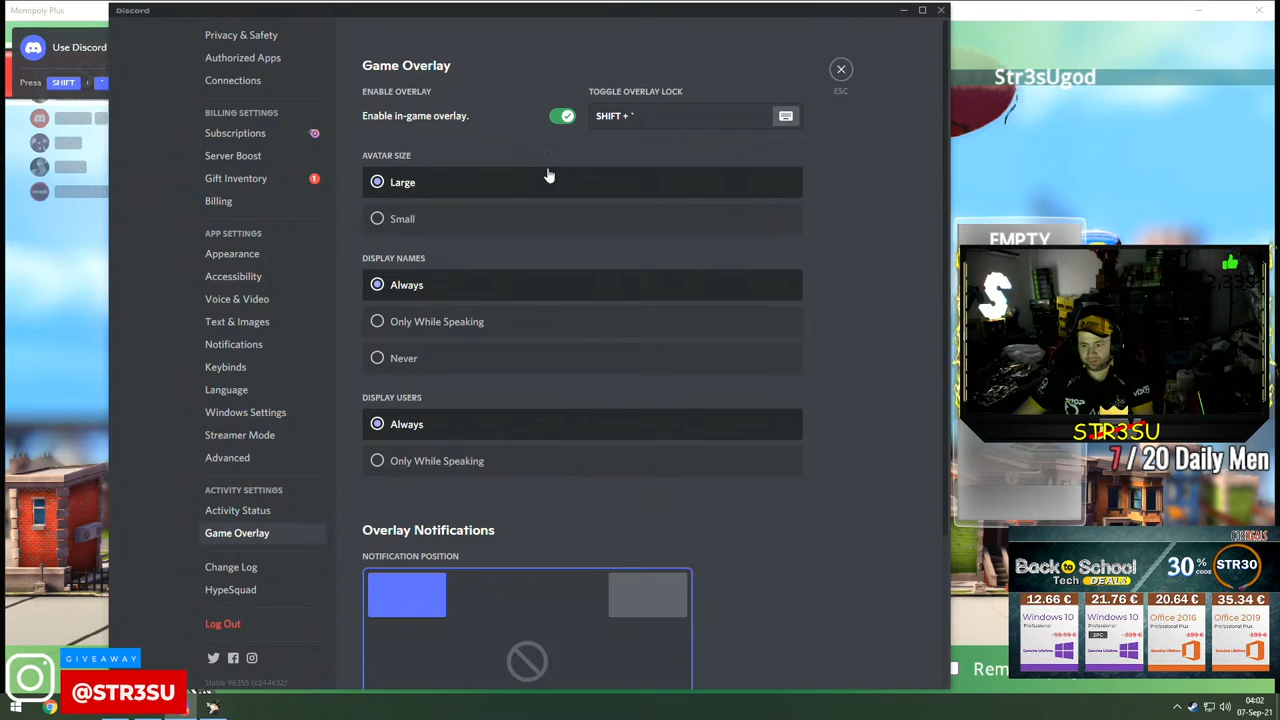 Monopoly Plus
Discord
Use Discord
Press SHIFT + `
Privacy & Safety
Authorized Apps
Connections
BILLING SETTINGS
Subscriptions
Server Boost
Gift Inventory 1
Billing
APP SETTINGS
Appearance
Accessibility
Voice & Video
Text & Images
Notifications
Keybinds
Language
Windows Settings
Streamer Mode
Advanced
ACTIVITY SETTINGS
Activity Status
Game Overlay
Change Log
HypeSquad
Log Out
Stable 96355 (c244e32)
Game Overlay
ESC
ENABLE OVERLAY
TOGGLE OVERLAY LOCK
Enable in-game overlay.
SHIFT + `
AVATAR SIZE
Large
Small
DISPLAY NAMES
Always
Only While Speaking
Never
DISPLAY USERS
Always
Only While Speaking
Overlay Notifications
NOTIFICATION POSITION
Str3sUgod
EMPTY
S
STR3SU
7 / 20 Daily Men
Back to School
Tech DEALS
30 % CODE STR30
12.66 € 21.76 € 20.64 € 35.34 €
Windows 10 Windows 10 Office 2016 Office 2019
Rem
GIVEAWAY
@STR3SU
04:02
07-Sep-21